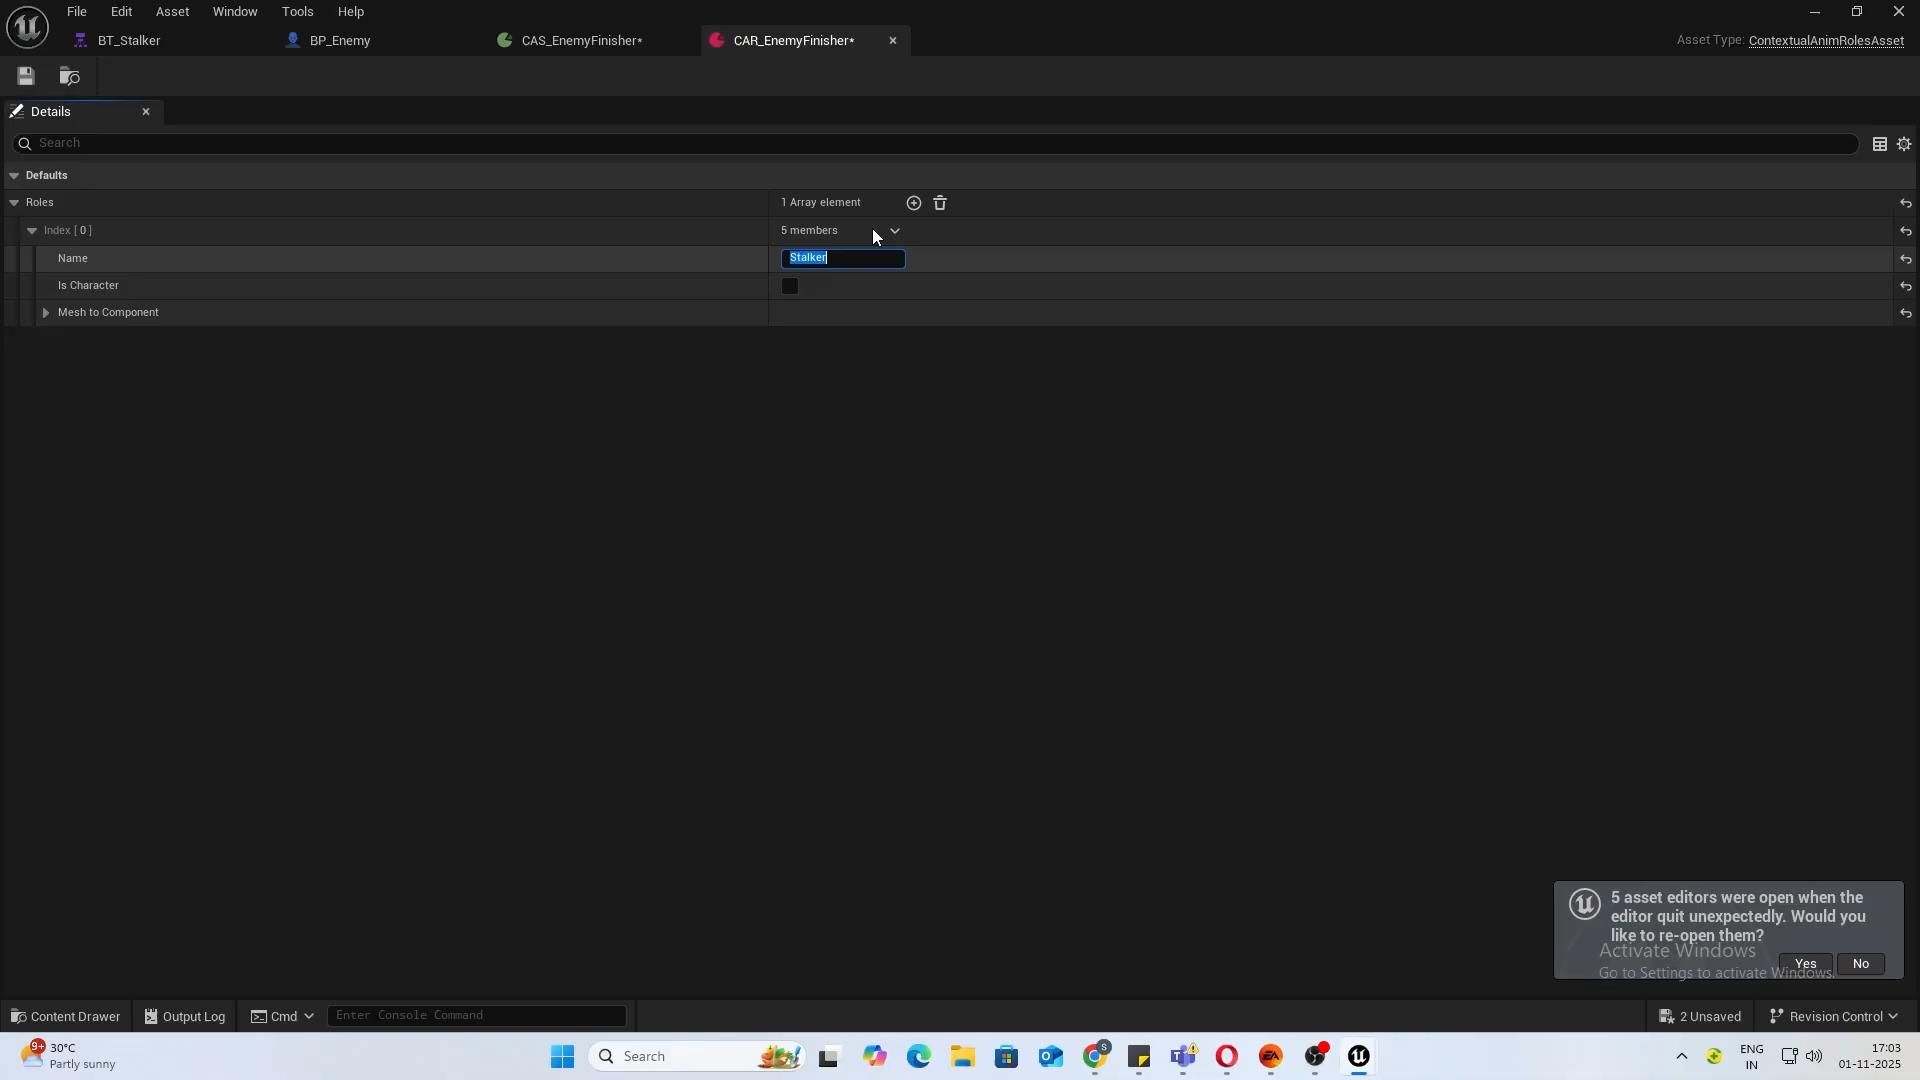 File Edit Asset Window Tools Help
BT_Stalker BP_Enemy CAS_EnemyFinisher* CAR_EnemyFinisher* Asset Type: ContextualAnimRolesAsset
Details
Search
Defaults
Roles 1 Array element
Index [ 0 ] 5 members
Name Stalker
Is Character
Mesh to Component
5 asset editors were open when the
editor quit unexpectedly. Would you
like to re-open them?
Yes No
Activate Windows
Go to Settings to activate Windows.
Content Drawer Output Log Cmd Enter Console Command 2 Unsaved Revision Control
9+ 30°C
Partly sunny
Search
S
EA
ENG
IN
17:03
01-11-2025